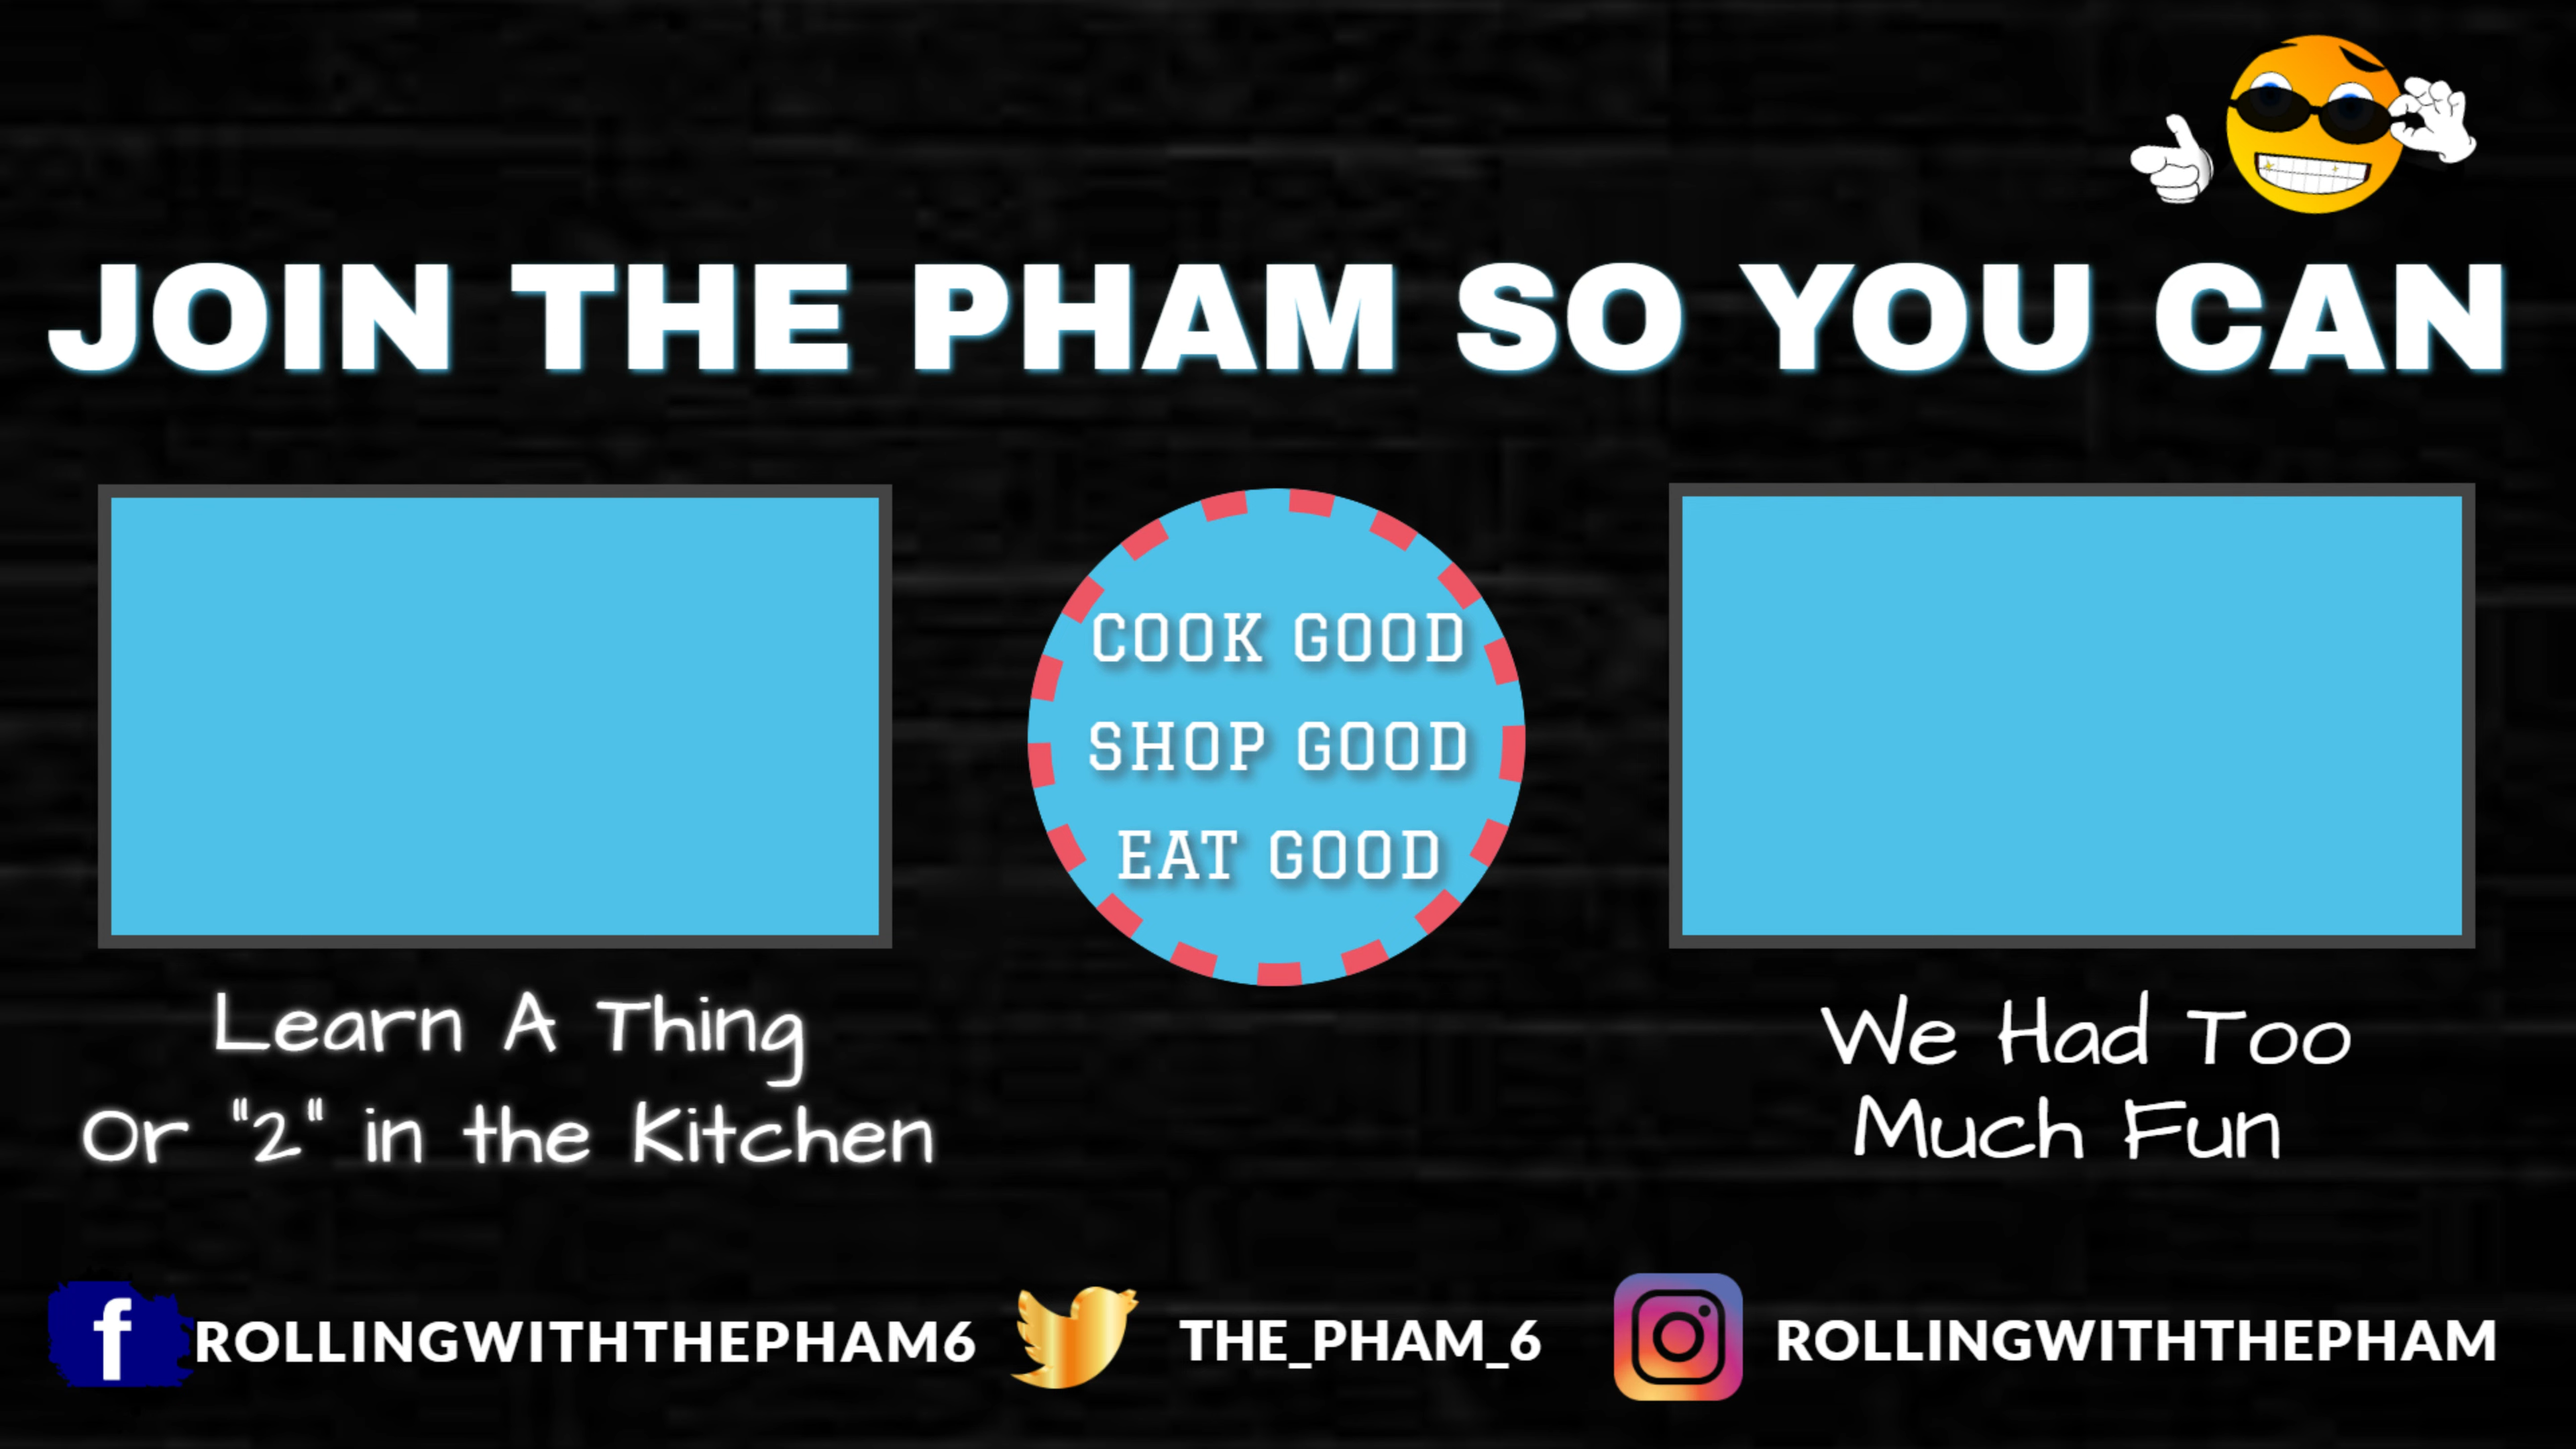 JOIN THE PHAM SO YOU CAN
COOK GOOD
SHOP GOOD
EAT GOOD
Learn A Thing
Or "2" in the Kitchen
We Had Too
Much Fun
f ROLLINGWITHTHEPHAM6
THE_PHAM_6
ROLLINGWITHTHEPHAM